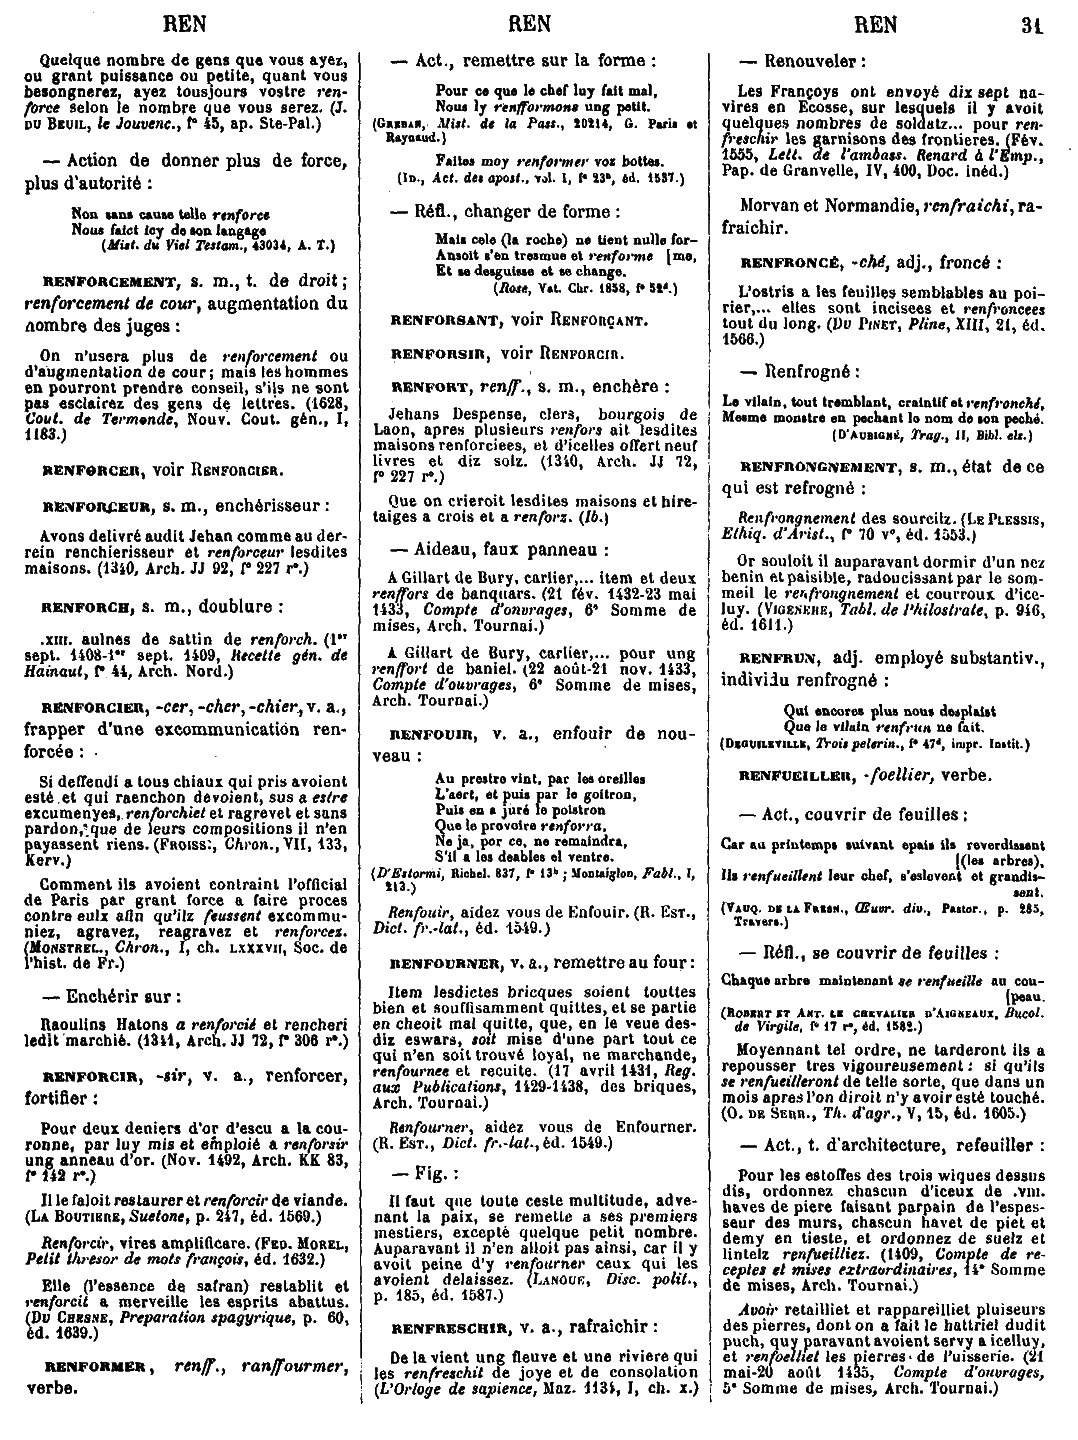 REN
REN
REN
31
Quelque nombre de gens que vous ayez,
ou grant puissance ou petite, quant vous
besongnerez, ayez tousjours vostre ren-
force selon le nombre que vous serez. (J.
DU BEUIL, le Jouvenc., f° 45, ap. Ste-Pal.)
— Action de donner plus de force,
plus d'autorité :
Non sans cause telle renforce
Nous faict icy de son langage
(Mist. du Viel Testam., 43034, A. T.)
RENFORCEMENT, s. m., t. de droit ;
renforcement de cour, augmentation du
nombre des juges :
On n'usera plus de renforcement ou
d'augmentation de cour ; mais les hommes
en pourront prendre conseil, s'ils ne sont
pas esclairez des gens de lettres. (1628,
Cout. de Termonde, Nouv. Cout. gén., I,
1183.)
RENFORCER, voir RENFORCIER.
RENFORCEUR, s. m., enchérisseur :
Avons delivré audit Jehan comme au der-
rein renchierisseur et renforceur lesdites
maisons. (1340, Arch. JJ 92, f° 227 r°.)
RENFORCH, s. m., doublure :
.XIII. aulnes de sattin de renforch. (1er
sept. 1408-1er sept. 1409, Recette gén. de
Hainaut, f° 44, Arch. Nord.)
RENFORCIER, -cer, -cher, -chier, v. a.,
frapper d'une excommunication ren-
forcée :
Si deffendi a tous chiaux qui pris avoient
esté et qui raenchon devoient, sus a estre
excumenyes, renforchiet et ragrevet et sans
pardon, que de leurs compositions il n'en
payassent riens. (FROISS., Chron., VII, 133,
Kerv.)
Comment ils avoient contraint l'official
de Paris par grant force a faire proces
contre eulx afin qu'ilz feussent excommu-
niez, agravez, reagravez et renforcez.
(MONSTREL., Chron., I, ch. LXXXVII, Soc. de
l'hist. de Fr.)
— Enchérir sur :
Raoulins Hatons a renforcié et rencheri
ledit marchié. (1341, Arch. JJ 72, f° 306 r°.)
RENFORCIR, -sir, v. a., renforcer,
fortifier :
Pour deux deniers d'or d'escu a la cou-
ronne, par luy mis et emploié a renforsir
ung anneau d'or. (Nov. 1492, Arch. KK 83,
f° 142 r°.)
Il le faloit restaurer et renforcir de viande.
(LA BOUTIERE, Suetone, p. 247, éd. 1569.)
Renforcir, vires amplificare. (FED. MOREL,
Petit thresor de mots françois, éd. 1632.)
Elle (l'essence de safran) restablit et
renforcit a merveille les esprits abattus.
(DU CHESNE, Preparation spagyrique, p. 60,
éd. 1639.)
RENFORMER, renff., ranffourmer,
verbe.
— Act., remettre sur la forme :
Pour ce que le chef luy fait mal,
Nous ly renfformons ung petit.
(GREBAN, Mist. de la Pass., 20214, G. Paris et
Raynaud.)
Faites moy renformer voz bottes.
(ID., Act. des apost., vol. I, f° 23a, éd. 1537.)
— Réfl., changer de forme :
Mais cele (la roche) ne tient nulle for-
Ansoit s'en tresmue et renforme [me,
Et se desguisse et se change.
(Rose, Vat. Chr. 1858, f° 52d.)
RENFORSANT, voir RENFORÇANT.
RENFORSIR, voir RENFORCIR.
RENFORT, renff., s. m., enchère :
Jehans Despense, clers, bourgois de
Laon, apres plusieurs renfors ait lesdites
maisons renforciees, et d'icelles offert neuf
livres et diz solz. (1340, Arch. JJ 72,
f° 227 r°.)
Que on crieroit lesdites maisons et hire-
taiges a crois et a renforz. (Ib.)
— Aideau, faux panneau :
A Gillart de Bury, carlier,... item et deux
renffors de banquars. (21 fév. 1432-23 mai
1433, Compte d'ouvrages, 6e Somme de
mises, Arch. Tournai.)
A Gillart de Bury, carlier,... pour ung
renffort de baniel. (22 août-21 nov. 1433,
Compte d'ouvrages, 6e Somme de mises,
Arch. Tournai.)
RENFOUIR, v. a., enfouir de nou-
veau :
Au prestre vint, par les oreilles
L'aert, et puis par le goitron,
Puis en a juré le poistron
Que le provoire renforra,
Ne ja, por ce, ne remaindra,
S'il a les deables el ventre.
(D'Estormi, Richel. 837, f° 13b ; Montaiglon, Fabl., I,
213.)
Renfouir, aidez vous de Enfouir. (R. EST.,
Dict. fr.-lat., éd. 1549.)
RENFOURNER, v. a., remettre au four :
Item lesdictes bricques soient touttes
bien et souffisamment quittes, et se partie
en cheoit mal quitte, que, en le veue des-
diz eswars, soit mise d'une part tout ce
qui n'en soit trouvé loyal, ne marchande,
renfournee et recuite. (17 avril 1431, Reg.
aux Publications, 1429-1438, des briques,
Arch. Tournai.)
Renfourner, aidez vous de Enfourner.
(R. EST., Dict. fr.-lat., éd. 1549.)
— Fig. :
Il faut que toute ceste multitude, adve-
nant la paix, se remette a ses premiers
mestiers, excepté quelque petit nombre.
Auparavant il n'en alloit pas ainsi, car il y
avoit peine d'y renfourner ceux qui les
avoient delaissez. (LANOUE, Disc. polit.,
p. 185, éd. 1587.)
RENFRESCHIR, v. a., rafraichir :
De la vient ung fleuve et une riviere qui
les renfreschit de joye et de consolation
(L'Orloge de sapience, Maz. 1134, I, ch. X.)
— Renouveler :
Les Françoys ont envoyé dix sept na-
vires en Ecosse, sur lesquels il y avoit
quelques nombres de soldatz... pour ren-
freschir les garnisons des frontieres. (Fév.
1555, Lett. de l'ambass. Renard à l'Emp.,
Pap. de Granvelle, IV, 400, Doc. inéd.)
Morvan et Normandie, renfraichi, ra-
fraichir.
RENFRONCÉ, -ché, adj., froncé :
L'ostris a les feuilles semblables au poi-
rier,... elles sont incisees et renfroncees
tout du long. (DU PINET, Pline, XIII, 21, éd.
1566.)
— Renfrogné :
Le vilain, tout tremblant, craintif et renfronché,
Mesme monstre en pechant le nom de son peché.
(D'AUBIGNÉ, Trag., II, Bibl. elz.)
RENFRONGNEMENT, s. m., état de ce
qui est refrogné :
Renfrongnement des sourcilz. (LE PLESSIS,
Ethiq. d'Arist., f° 70 v°, éd. 1553.)
Or souloit il auparavant dormir d'un nez
benin et paisible, radoucissant par le som-
meil le renfrongnement et courroux d'ice-
luy. (VIGENERE, Tabl. de Philostrate, p. 946,
éd. 1611.)
RENFRUN, adj. employé substantiv.,
individu renfrogné :
Qui encores plus nous desplaist
Que le vilain renfrun ne fait.
(DEGUILEVILLE, Trois pelerin., f° 47d, impr. Instit.)
RENFUEILLER, -foellier, verbe.
— Act., couvrir de feuilles :
Car au printemps suivant epais ils reverdissent
[(les arbres),
Ils renfueillent leur chef, s'eslevent et grandis-
sent.
(VAUQ. DE LA FRESN., Œuvr. div., Pastor., p. 285,
Travers.)
— Réfl., se couvrir de feuilles :
Chaque arbre maintenant se renfueille au cou-
[peau.
(ROBERT ET ANT. LE CHEVALIER D'AIGNEAUX, Bucol.
de Virgile, f° 17 r°, éd. 1582.)
Moyennant tel ordre, ne tarderont ils a
repousser tres vigoureusement : si qu'ils
se renfueilleront de telle sorte, que dans un
mois apres l'on diroit n'y avoir esté touché.
(O. DE SERR., Th. d'agr., V, 15, éd. 1605.)
— Act., t. d'architecture, refeuiller :
Pour les estoffes des trois wiques dessus
dis, ordonnez chascun d'iceux de .VIII.
haves de piere faisant parpain de l'espes-
seur des murs, chascun havet de piet et
demy en tieste, et ordonnez de suelz et
lintelz renfueilliez. (1409, Compte de re-
ceptes et mises extraordinaires, 14e Somme
de mises, Arch. Tournai.)
Avoir retailliet et rappareilliet pluiseurs
des pierres, dont on a fait le hattriel dudit
puch, quy paravant avoient servy a icelluy,
et renfoelliet les pierres de l'uisserie. (21
mai-20 août 1435, Compte d'ouvrages,
5e Somme de mises, Arch. Tournai.)